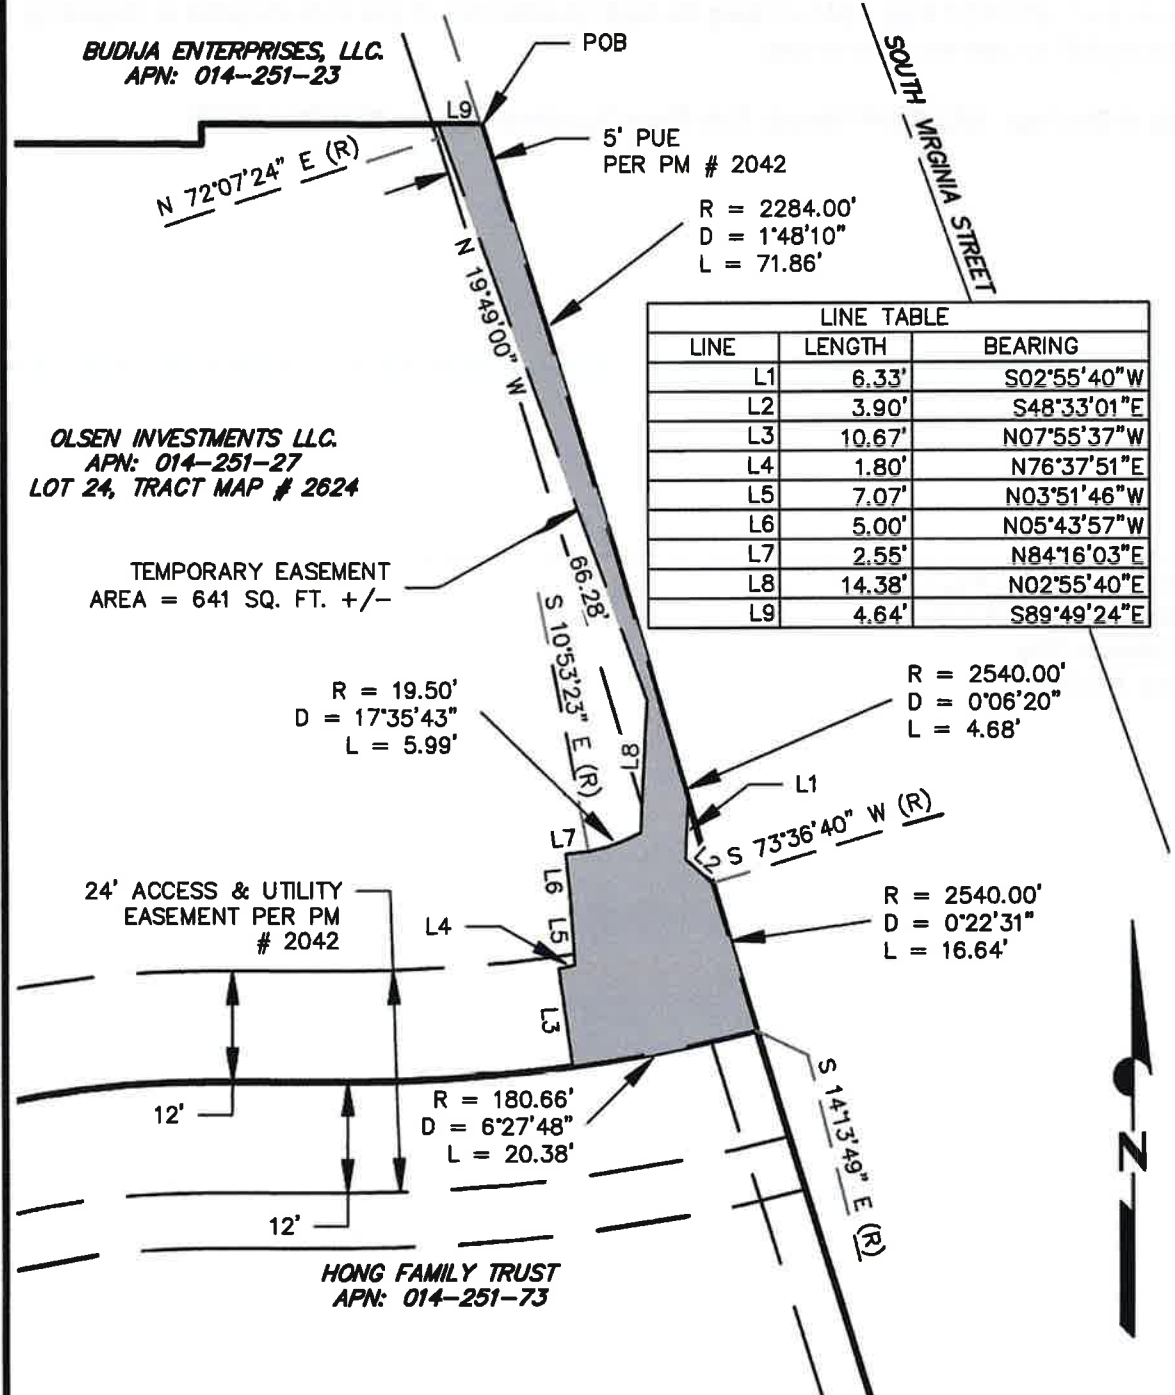 BUDIJA ENTERPRISES, LLC.
APN: 014-251-23
POB
SOUTH VIRGINIA STREET
L9
5' PUE
PER PM # 2042
N 72°07'24" E (R)
R = 2284.00'
D = 1°48'10"
L = 71.86'
N 19°49'00" W
LINE TABLE
LINE LENGTH BEARING
L1 6.33' S02°55'40"W
L2 3.90' S48°33'01"E
L3 10.67' N07°55'37"W
L4 1.80' N76°37'51"E
L5 7.07' N03°51'46"W
L6 5.00' N05°43'57"W
L7 2.55' N84°16'03"E
L8 14.38' N02°55'40"E
L9 4.64' S89°49'24"E
OLSEN INVESTMENTS LLC.
APN: 014-251-27
LOT 24, TRACT MAP # 2624
TEMPORARY EASEMENT
AREA = 641 SQ. FT. +/-
66.28'
S 10°53'23" E (R)
R = 19.50'
D = 17°35'43"
L = 5.99'
L8
R = 2540.00'
D = 0°06'20"
L = 4.68'
L1
L2
S 73°36'40" W (R)
L7
L6
L5
L4
L3
24' ACCESS & UTILITY
EASEMENT PER PM
# 2042
R = 2540.00'
D = 0°22'31"
L = 16.64'
12'
R = 180.66'
D = 6°27'48"
L = 20.38'
S 14°13'49" E (R)
N
12'
HONG FAMILY TRUST
APN: 014-251-73